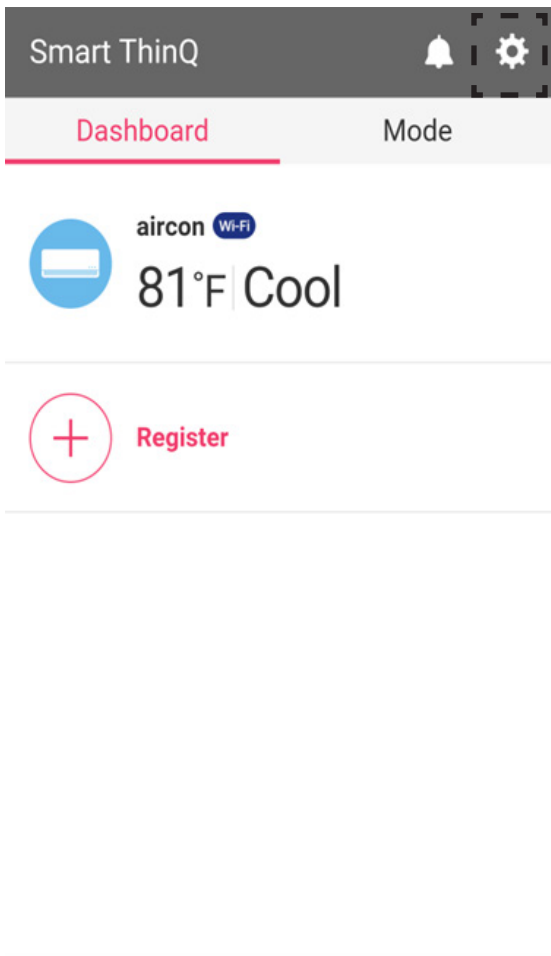 Smart ThinQ
Dashboard Mode
aircon Wi-Fi
81°F Cool
Register